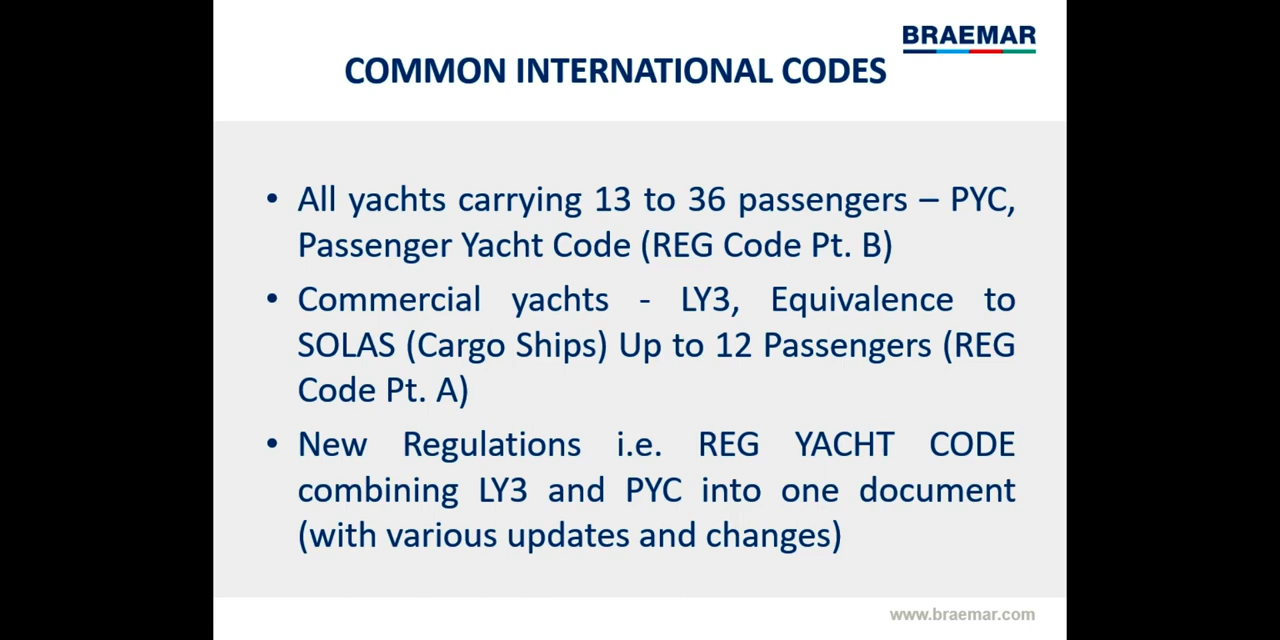 BRAEMAR
COMMON INTERNATIONAL CODES
• All yachts carrying 13 to 36 passengers – PYC,
Passenger Yacht Code (REG Code Pt. B)
• Commercial yachts - LY3, Equivalence to
SOLAS (Cargo Ships) Up to 12 Passengers (REG
Code Pt. A)
• New Regulations i.e. REG YACHT CODE
combining LY3 and PYC into one document
(with various updates and changes)
www.braemar.com